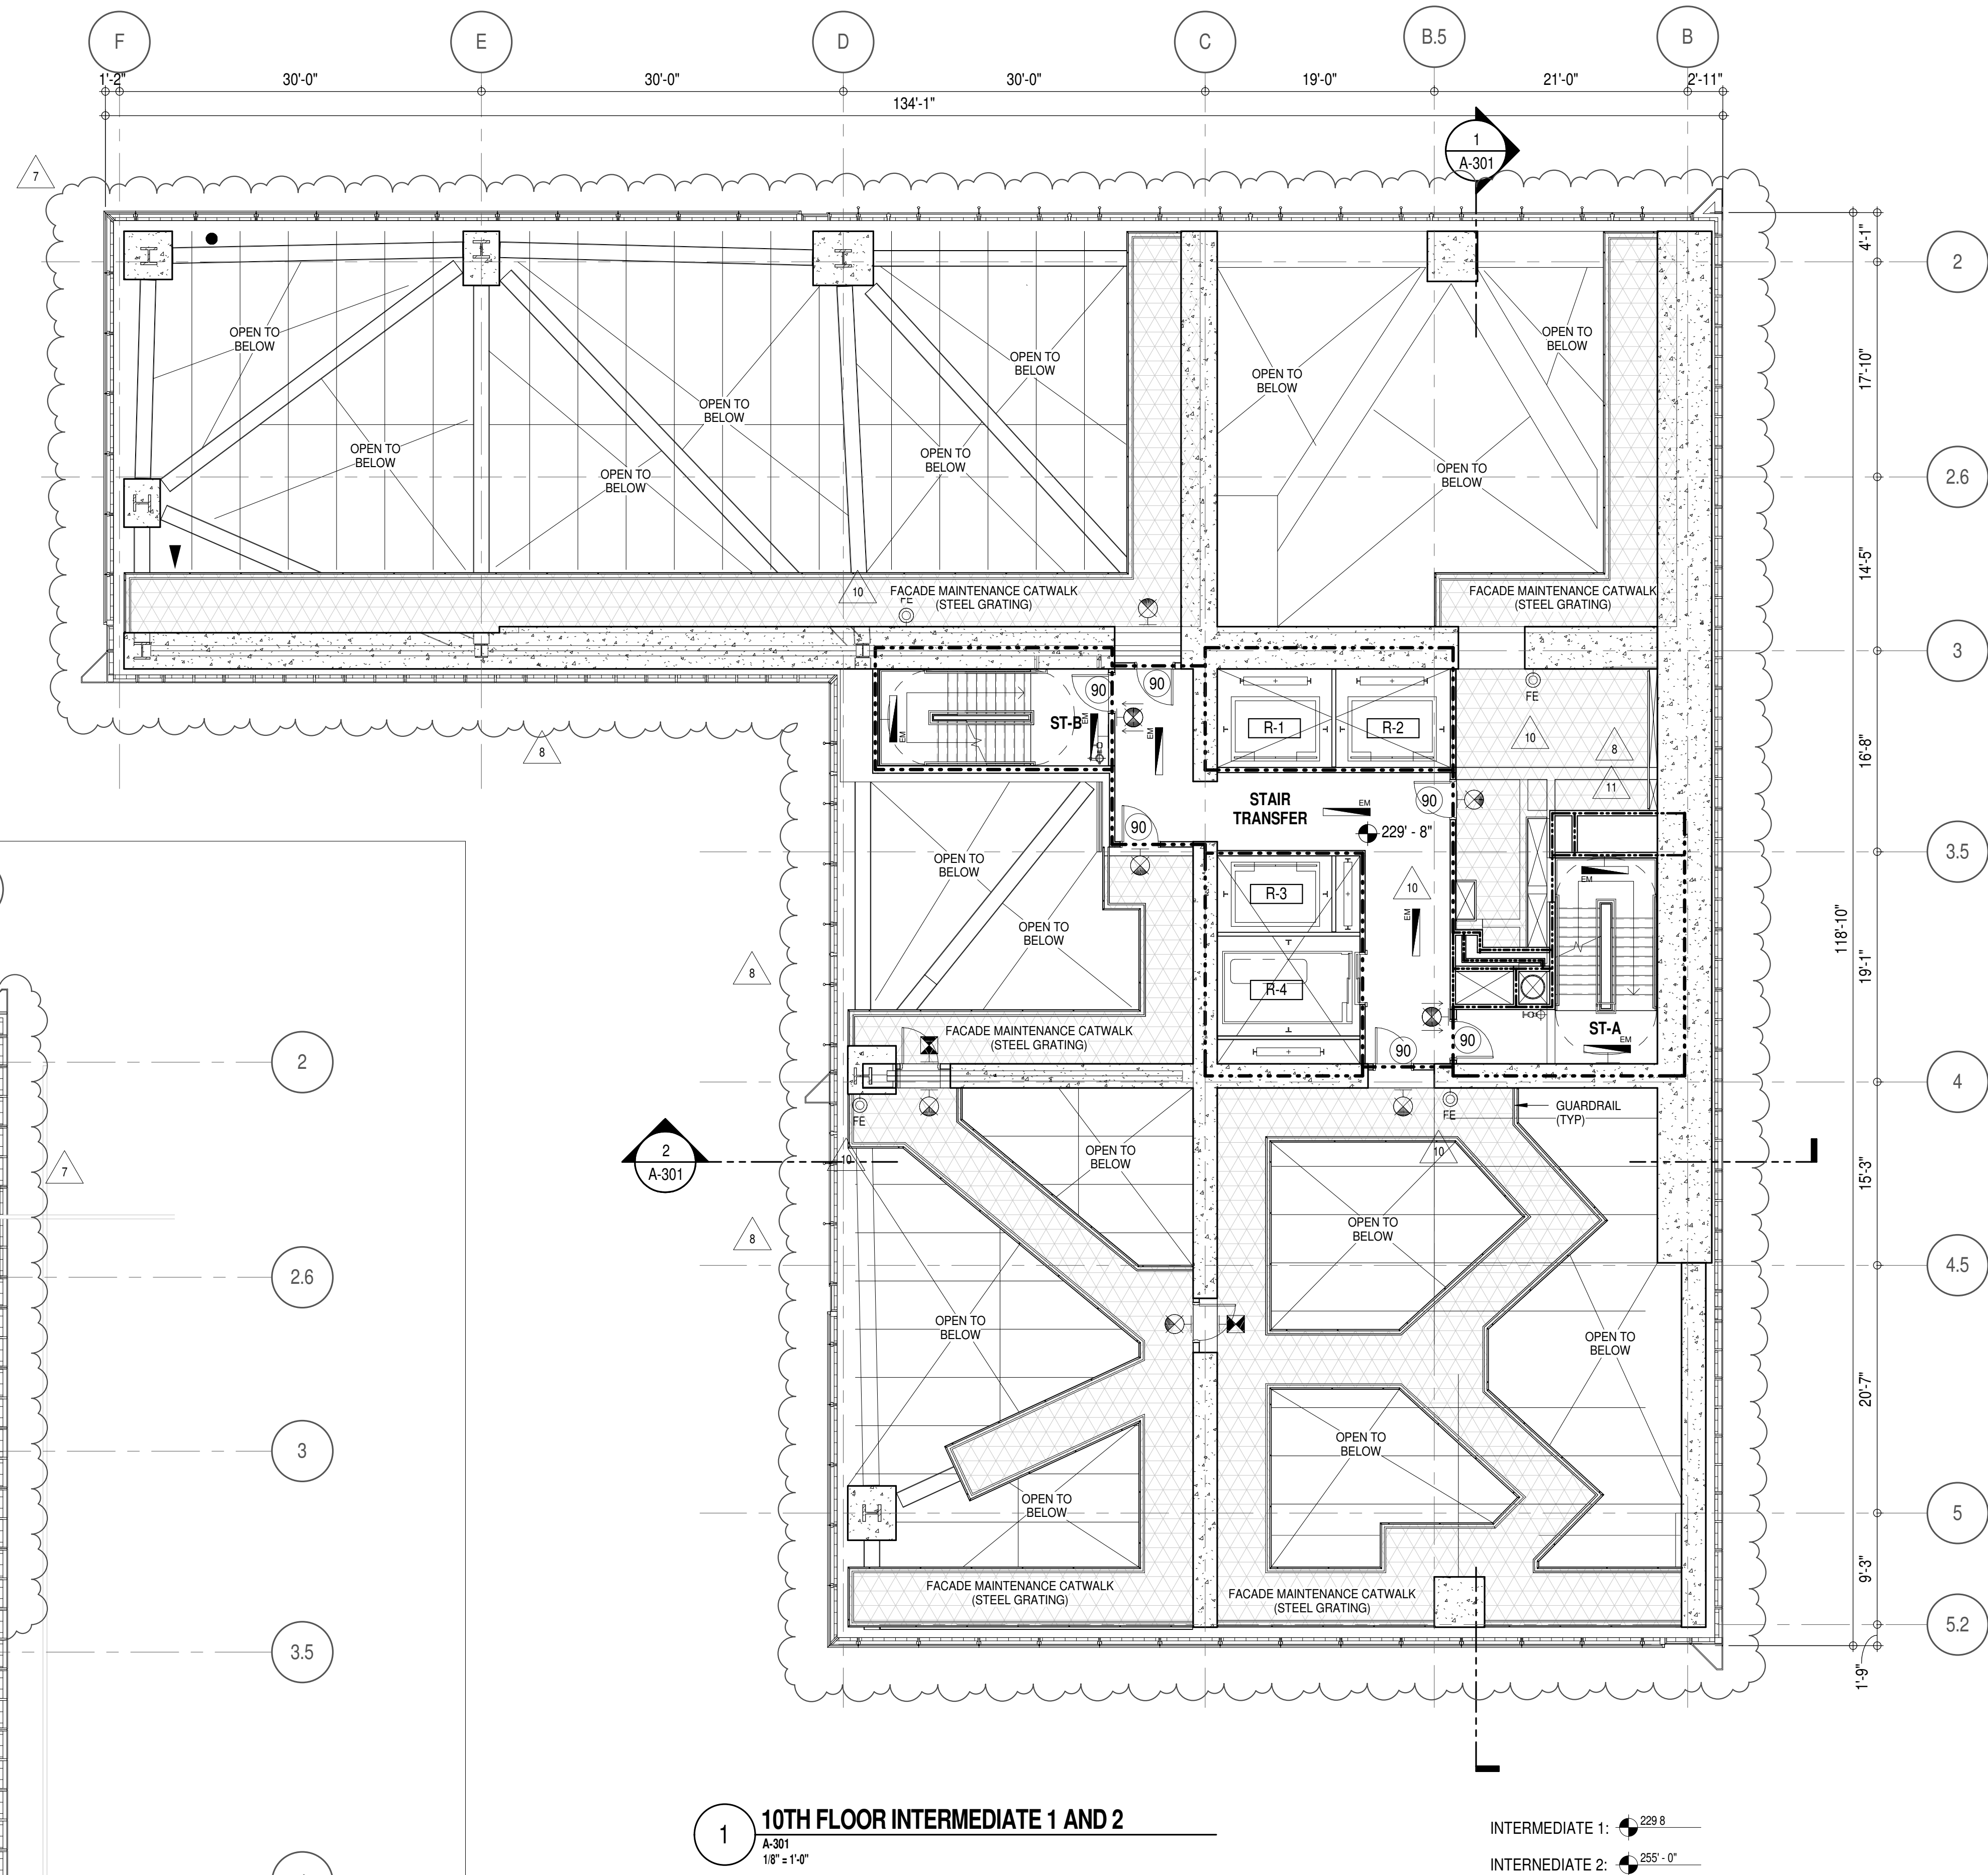 F
E
D
C
B.5
B
1'-2"
30'-0"
30'-0"
30'-0"
19'-0"
21'-0"
2'-11"
134'-1"
1
A-301
7
4'-1"
2
OPEN TO
BELOW
OPEN TO
BELOW
OPEN TO
BELOW
OPEN TO
BELOW
17'-10"
OPEN TO
BELOW
OPEN TO
BELOW
OPEN TO
BELOW
OPEN TO
BELOW
OPEN TO
BELOW
2.6
14'-5"
10
FACADE MAINTENANCE CATWALK
(STEEL GRATING)
FE
FACADE MAINTENANCE CATWALK
(STEEL GRATING)
3
FE
90
90
ST-B
EM
EM
EM
R-1
R-2
10
8
11
8
16'-8"
STAIR
TRANSFER
EM
90
90
229' - 8"
3.5
OPEN TO
BELOW
OPEN TO
BELOW
R-3
10
EM
EM
118'-10"
19'-1"
8
R-4
FACADE MAINTENANCE CATWALK
(STEEL GRATING)
ST-A
EM
90
90
2
4
FE
FE
GUARDRAIL
(TYP)
2
A-301
10
10
OPEN TO
BELOW
15'-3"
7
8
OPEN TO
BELOW
2.6
4.5
OPEN TO
BELOW
OPEN TO
BELOW
20'-7"
3
OPEN TO
BELOW
OPEN TO
BELOW
5
9'-3"
FACADE MAINTENANCE CATWALK
(STEEL GRATING)
FACADE MAINTENANCE CATWALK
(STEEL GRATING)
5.2
3.5
1'-9"
1
10TH FLOOR INTERMEDIATE 1 AND 2
A-301
1/8" = 1'-0"
INTERMEDIATE 1:
229 8
INTERNEDIATE 2:
255' - 0"